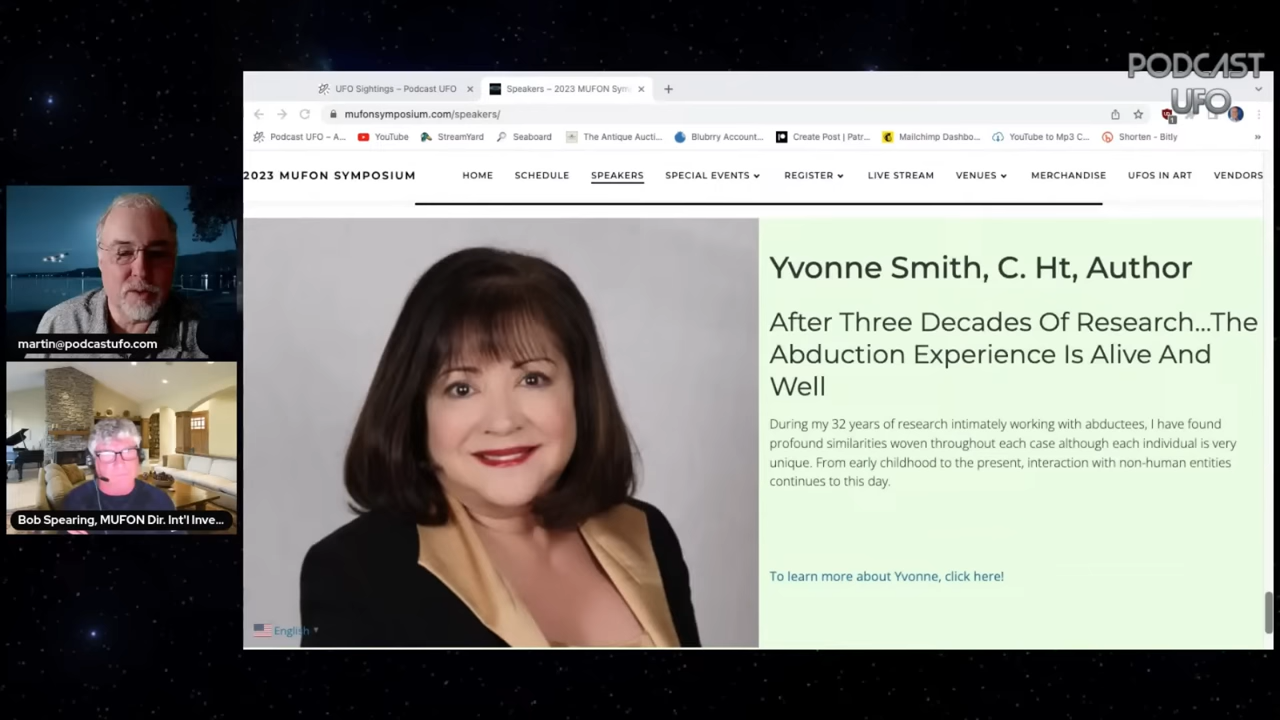 PODCAST
UFO
UFO Sightings – Podcast UFO
Speakers – 2023 MUFON Sym
mufonsymposium.com/speakers/
Podcast UFO – A... YouTube StreamYard Seaboard The Antique Aucti... Blubrry Account... Create Post | Patr... Mailchimp Dashbo... YouTube to Mp3 C... Shorten - Bitly »
2023 MUFON SYMPOSIUM HOME SCHEDULE SPEAKERS SPECIAL EVENTS REGISTER LIVE STREAM VENUES MERCHANDISE UFOS IN ART VENDORS
Yvonne Smith, C. Ht, Author
After Three Decades Of Research...The
Abduction Experience Is Alive And
Well
During my 32 years of research intimately working with abductees, I have found
profound similarities woven throughout each case although each individual is very
unique. From early childhood to the present, interaction with non-human entities
continues to this day.
To learn more about Yvonne, click here!
English
martin@podcastufo.com
Bob Spearing, MUFON Dir. Int'l Inve...